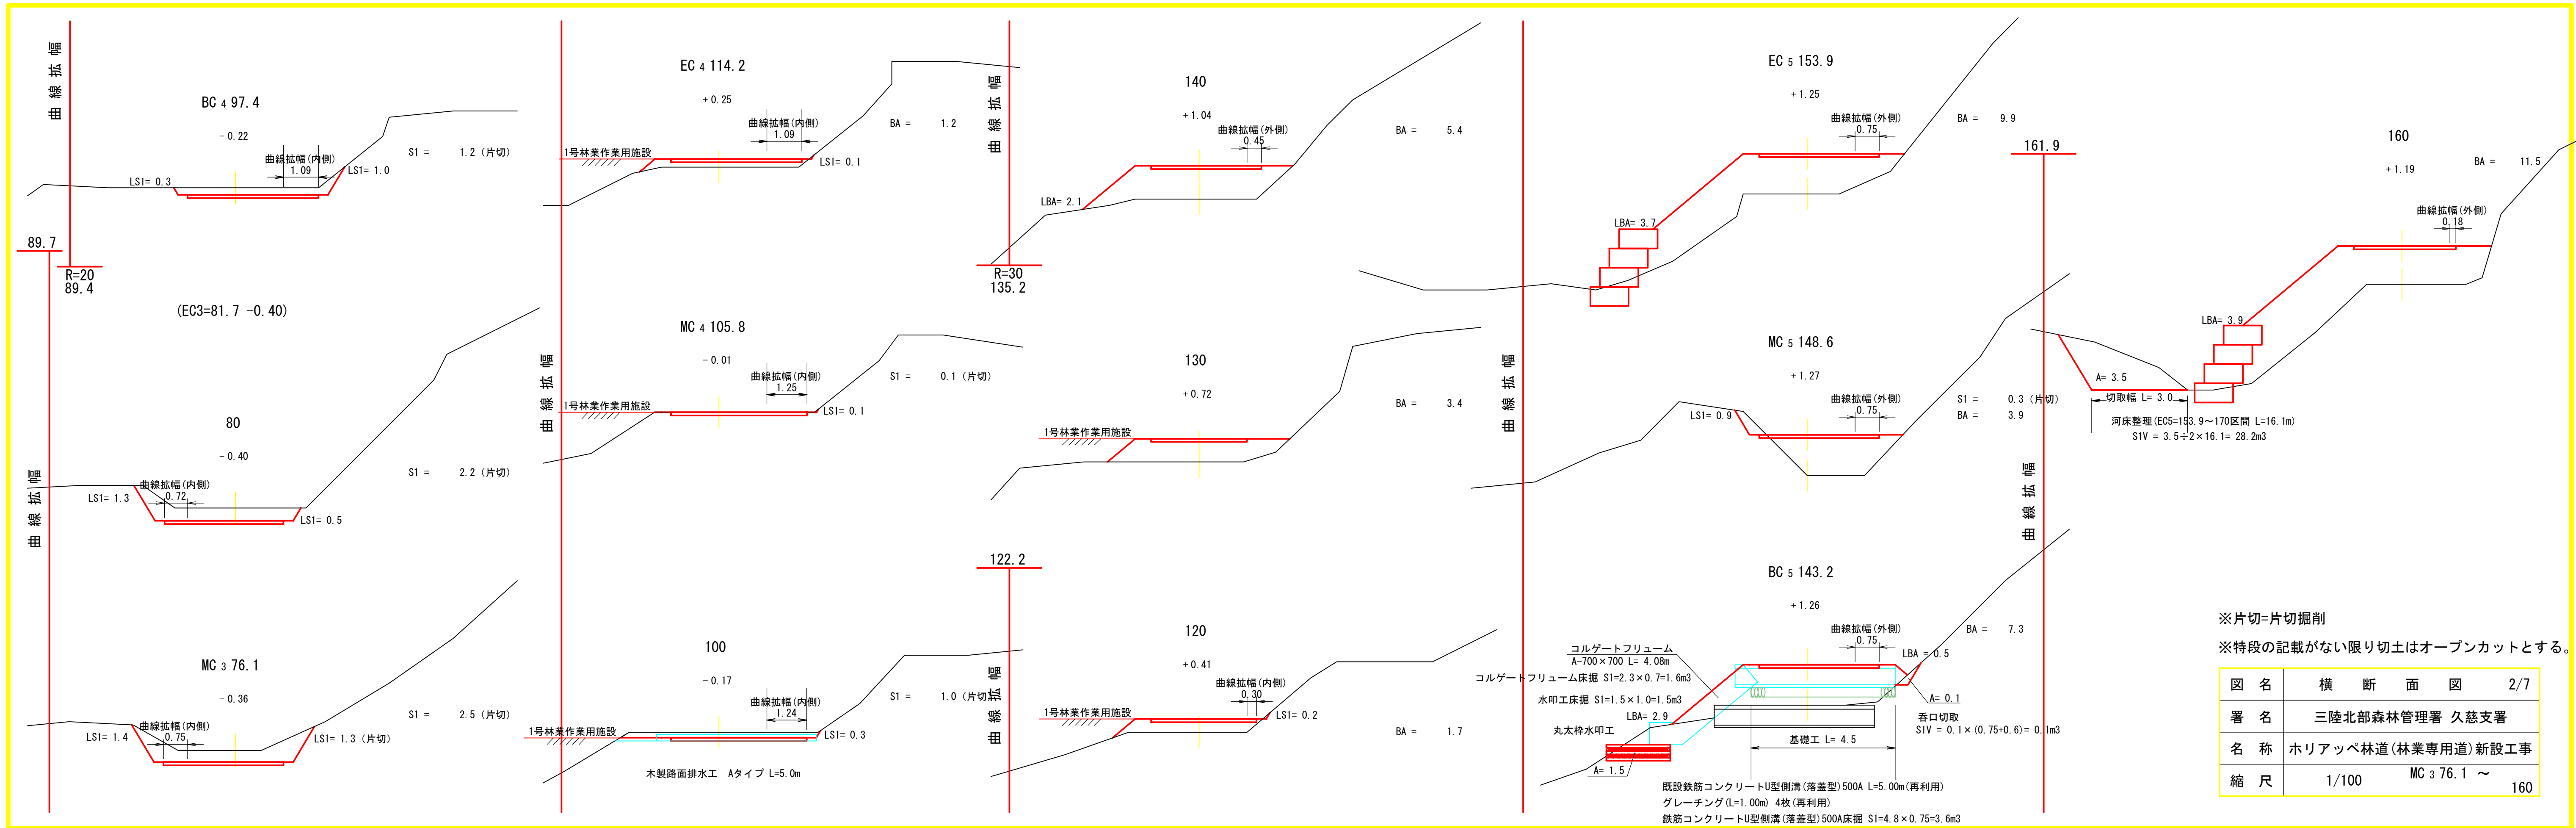 曲線拡幅
BC 4 97.4
-0.22
曲線拡幅(内側)
1.09
S1 = 1.2 (片切)
LS1= 0.3
LS1= 1.0
89.7
R=20
89.4
(EC3=81.7 -0.40)
80
-0.40
S1 = 2.2 (片切)
曲線拡幅(内側)
0.72
LS1= 1.3
LS1= 0.5
曲線拡幅
MC 3 76.1
-0.36
S1 = 2.5 (片切)
曲線拡幅(内側)
0.75
LS1= 1.4
LS1= 1.3 (片切)
EC 4 114.2
+0.25
曲線拡幅(内側)
1.09
BA = 1.2
1号林業作業用施設
LS1= 0.1
曲線拡幅
MC 4 105.8
-0.01
曲線拡幅(内側)
1.25
S1 = 0.1 (片切)
1号林業作業用施設
LS1= 0.1
100
-0.17
曲線拡幅(内側)
1.24
S1 = 1.0 (片切)
1号林業作業用施設
LS1= 0.3
木製路面排水工 Aタイプ L=5.0m
曲線拡幅
140
+1.04
曲線拡幅(外側)
0.45
BA = 5.4
LBA= 2.1
R=30
135.2
130
+0.72
BA = 3.4
1号林業作業用施設
122.2
曲線拡幅
120
+0.41
曲線拡幅(内側)
0.30
1号林業作業用施設
LS1= 0.2
BA = 1.7
EC 5 153.9
+1.25
曲線拡幅(外側)
0.75
BA = 9.9
LBA= 3.7
曲線拡幅
MC 5 148.6
+1.27
曲線拡幅(外側)
0.75
S1 = 0.3 (片切)
BA = 3.9
LS1= 0.9
BC 5 143.2
+1.26
曲線拡幅(外側)
0.75
BA = 7.3
LBA = 0.5
コルゲートフリューム
A-700×700 L= 4.08m
コルゲートフリューム床掘 S1=2.3×0.7=1.6m3
水叩工床掘 S1=1.5×1.0=1.5m3
LBA= 2.9
丸太枠水叩工
A= 1.5
A= 0.1
呑口切取
S1V = 0.1×(0.75+0.6)= 0.1m3
基礎工 L= 4.5
既設鉄筋コンクリートU型側溝(落蓋型)500A L=5.00m(再利用)
グレーチング(L=1.00m) 4枚(再利用)
鉄筋コンクリートU型側溝(落蓋型)500A床掘 S1=4.8×0.75=3.6m3
161.9
曲線拡幅
160
+1.19
BA = 11.5
曲線拡幅(外側)
0.18
LBA= 3.9
A= 3.5
切取幅 L= 3.0
河床整理(EC5=153.9～170区間 L=16.1m)
S1V = 3.5÷2×16.1= 28.2m3
※片切=片切掘削
※特段の記載がない限り切土はオープンカットとする。
図名 横断面図 2/7
署名 三陸北部森林管理署 久慈支署
名称 ホリアッペ林道(林業専用道)新設工事
縮尺 1/100 MC 3 76.1 ～ 160